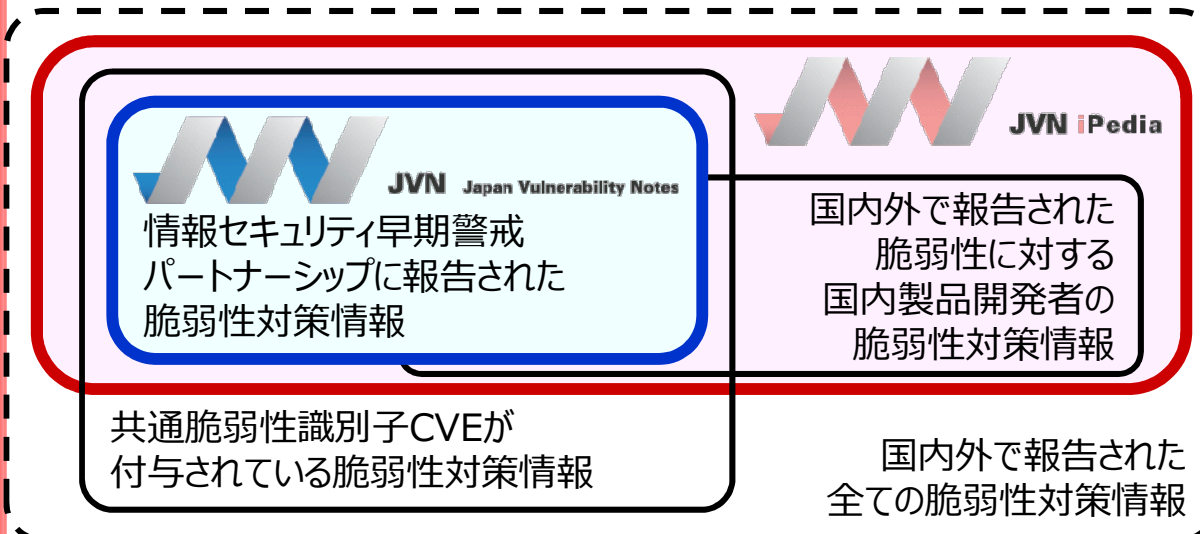 JVN iPedia
JVN Japan Vulnerability Notes
情報セキュリティ早期警戒
パートナーシップに報告された
脆弱性対策情報
国内外で報告された
脆弱性に対する
国内製品開発者の
脆弱性対策情報
共通脆弱性識別子CVEが
付与されている脆弱性対策情報
国内外で報告された
全ての脆弱性対策情報